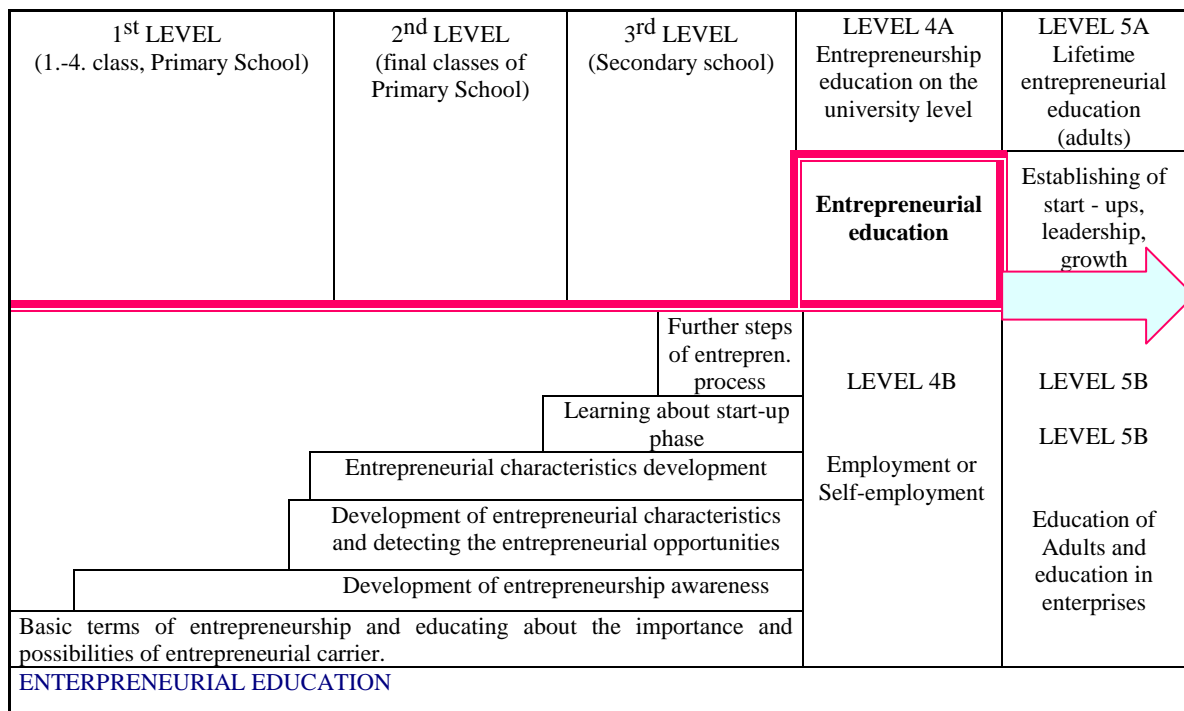 1st LEVEL
(1.-4. class, Primary School)
2nd LEVEL
(final classes of
Primary School)
3rd LEVEL
(Secondary school)
LEVEL 4A
Entrepreneurship
education on the
university level
LEVEL 5A
Lifetime
entrepreneurial
education
(adults)
Entrepreneurial
education
Establishing of
start - ups,
leadership,
growth
Further steps
of entrepren.
process
Learning about start-up
phase
Entrepreneurial characteristics development
Development of entrepreneurial characteristics
and detecting the entrepreneurial opportunities
Development of entrepreneurship awareness
Basic terms of entrepreneurship and educating about the importance and
possibilities of entrepreneurial carrier.
LEVEL 4B
Employment or
Self-employment
LEVEL 5B
LEVEL 5B
Education of
Adults and
education in
enterprises
ENTERPRENEURIAL EDUCATION